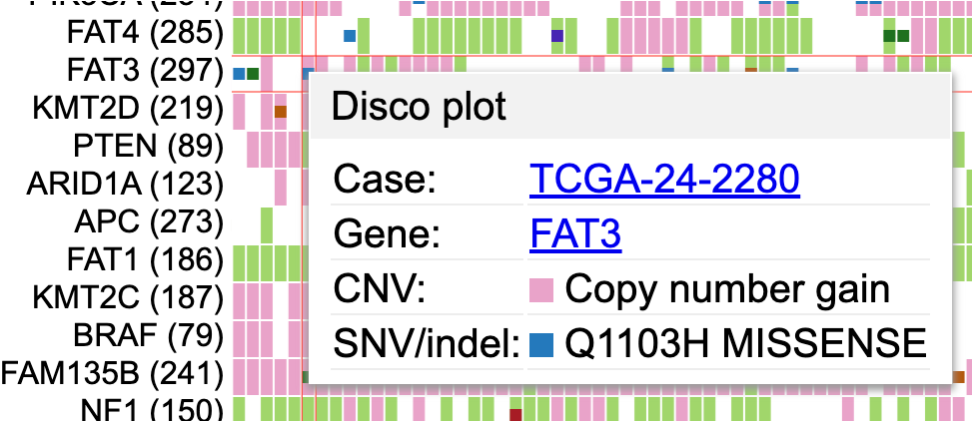 PIK3CA (291)
FAT4 (285)
FAT3 (297)
KMT2D (219)
PTEN (89)
ARID1A (123)
APC (273)
FAT1 (186)
KMT2C (187)
BRAF (79)
FAM135B (241)
NF1 (150)
Disco plot
Case: TCGA-24-2280
Gene: FAT3
CNV: Copy number gain
SNV/indel: Q1103H MISSENSE